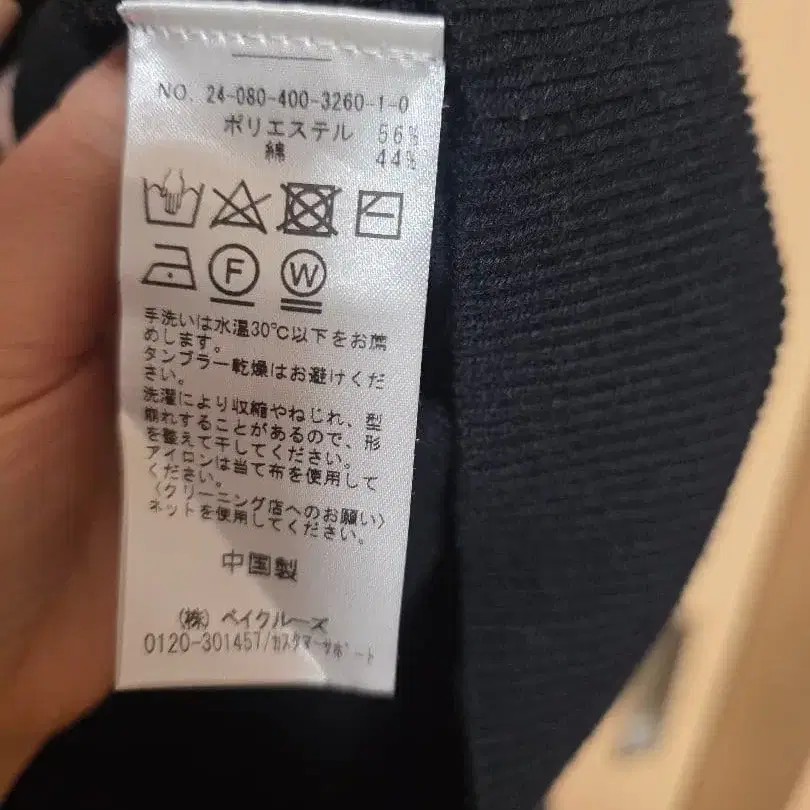 NO. 24-080-400-3260-1-0
ポリエステル 56%
綿 44%
F W
手洗いは水温30℃以下をお薦
めします。
タンブラー乾燥はお避けくだ
さい。
洗濯により収縮やねじれ、型
崩れすることがあるので、形
を整えて干してください。
アイロンは当て布を使用して
ください。
〈クリーニング店へのお願い〉
ネットを使用してください。
中国製
(株) ベイクルーズ
0120-301457/カスタマーサポート